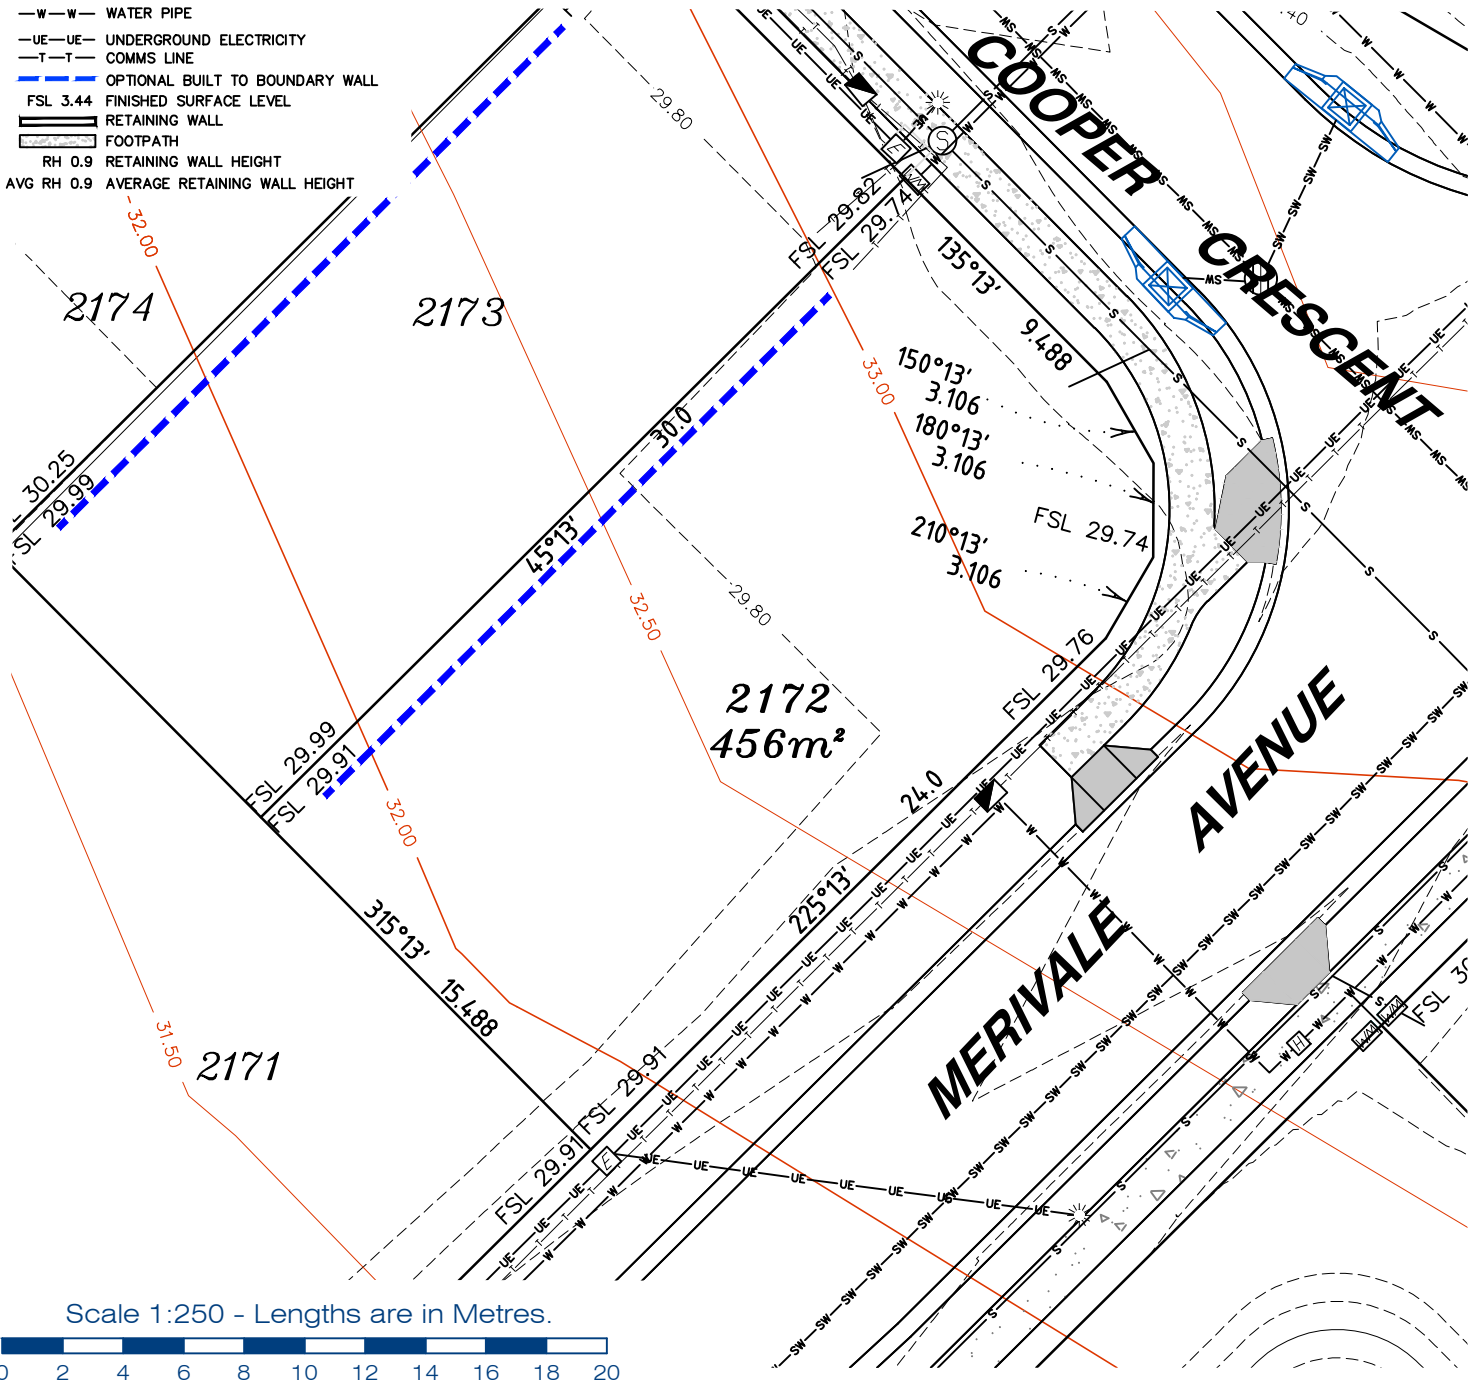 —W—W— WATER PIPE
—UE—UE— UNDERGROUND ELECTRICITY
—T—T— COMMS LINE
OPTIONAL BUILT TO BOUNDARY WALL
FSL 3.44 FINISHED SURFACE LEVEL
RETAINING WALL
FOOTPATH
RH 0.9 RETAINING WALL HEIGHT
AVG RH 0.9 AVERAGE RETAINING WALL HEIGHT
COOPER CRESCENT
29.80
32.00
2174
2173
FSL 29.82
FSL 29.74
135°13'
9.488
33.00
150°13'
3.106
180°13'
3.106
210°13'
3.106
FSL 29.74
30.25
SL 29.99
30.0
45°13'
32.50
29.80
FSL 29.76
2172
456m²
FSL 29.99
FSL 29.91
32.00
24.0
225°13'
MERIVALE AVENUE
315°13'
15.488
31.50
2171
FSL 29.91
FSL 29.91
Scale 1:250 - Lengths are in Metres.
0 2 4 6 8 10 12 14 16 18 20